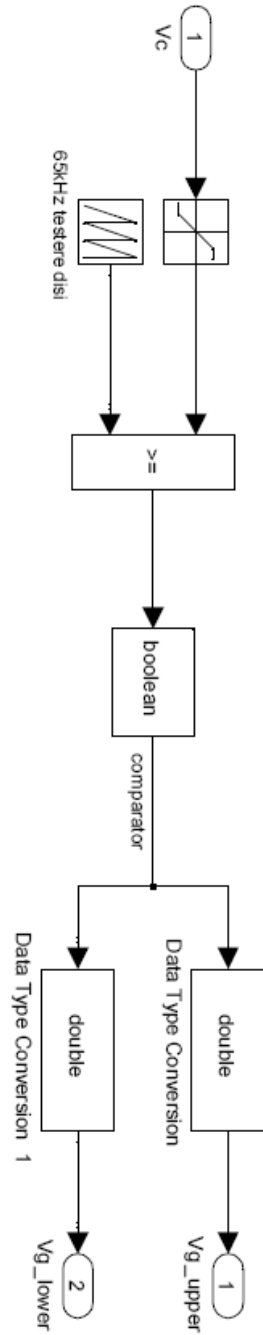 1
Vc
65kHz testere disi
>=
boolean
comparator
double
Data Type Conversion
1
Vg_upper
double
Data Type Conversion 1
2
Vg_lower